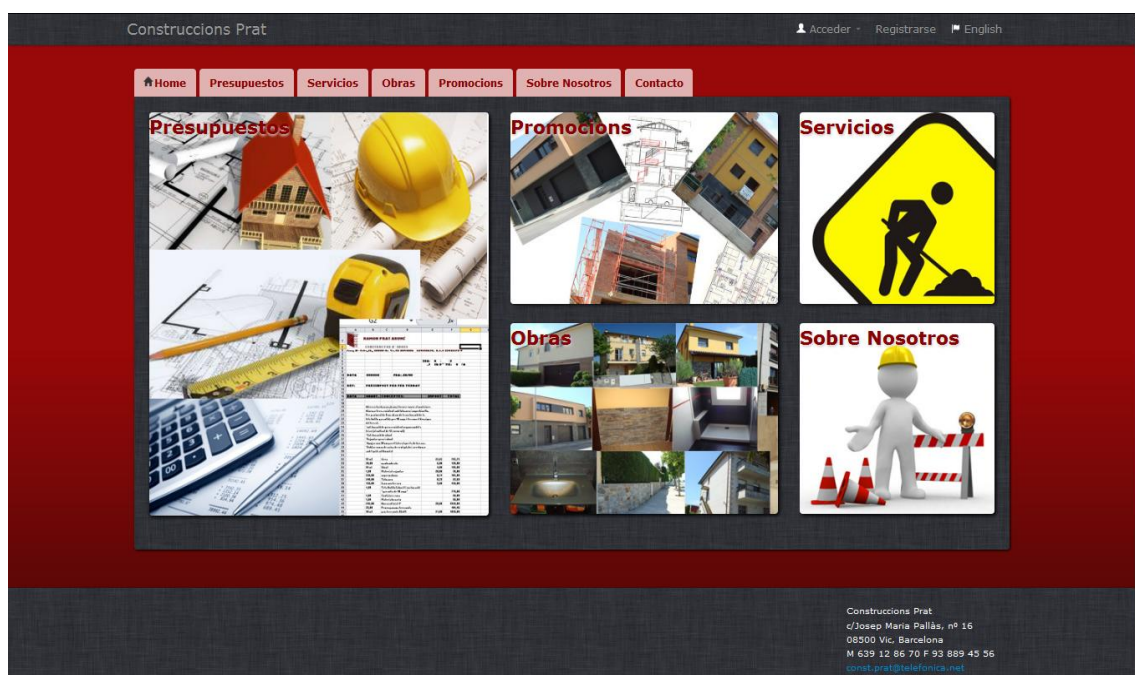 Construccions Prat
Acceder Registrarse English
Home Presupuestos Servicios Obras Promocions Sobre Nosotros Contacto
Presupuestos
Promocions
Servicios
Obras
Sobre Nosotros
Construccions Prat
c/Josep Maria Pallàs, nº 16
08500 Vic, Barcelona
M 639 12 86 70 F 93 889 45 56
const.prat@telefonica.net